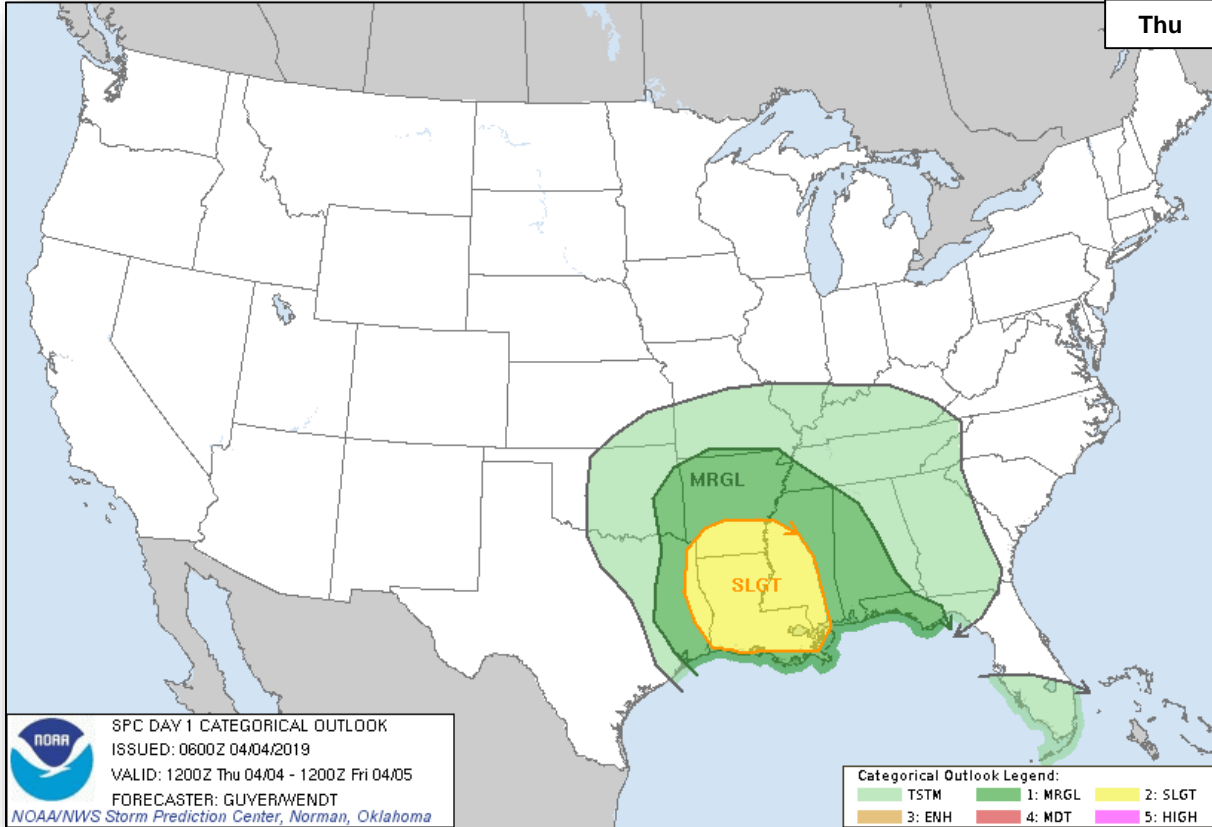 Thu
MRGL
SLGT
NOAA
SPC DAY 1 CATEGORICAL OUTLOOK
ISSUED: 0600Z 04/04/2019
VALID: 1200Z Thu 04/04 - 1200Z Fri 04/05
FORECASTER: GUYER/WENDT
NOAA/NWS Storm Prediction Center, Norman, Oklahoma
Categorical Outlook Legend:
TSTM 1: MRGL 2: SLGT
3: ENH 4: MDT 5: HIGH